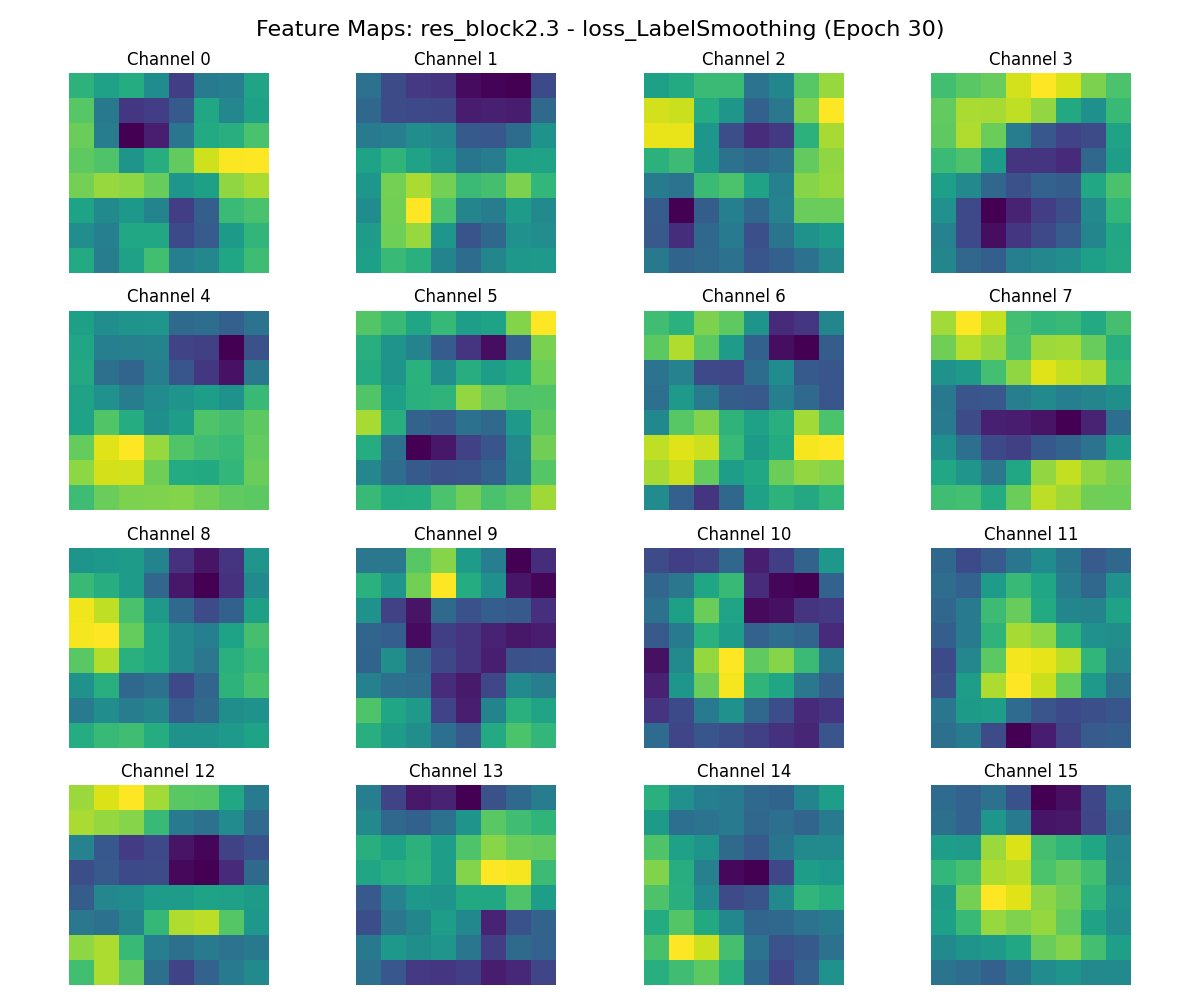 Feature Maps: res_block2.3 - loss_LabelSmoothing (Epoch 30)
Channel 0
Channel 1
Channel 2
Channel 3
Channel 4
Channel 5
Channel 6
Channel 7
Channel 8
Channel 9
Channel 10
Channel 11
Channel 12
Channel 13
Channel 14
Channel 15